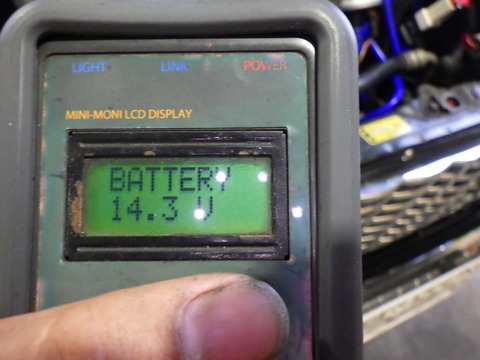 LIGHT LINK POWER
MINI-MONI LCD DISPLAY
BATTERY
14.3 V